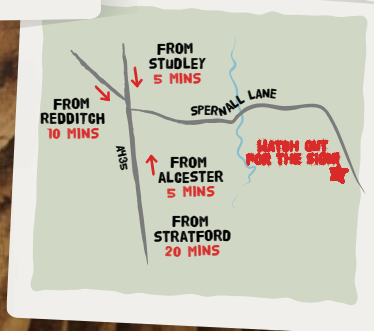 FROM
STUDLEY
5 MINS
SPERNALL LANE
FROM
REDDITCH
10 MINS
A435
WATCH OUT
FOR THE SIGN!
FROM
ALCESTER
5 MINS
FROM
STRATFORD
20 MINS